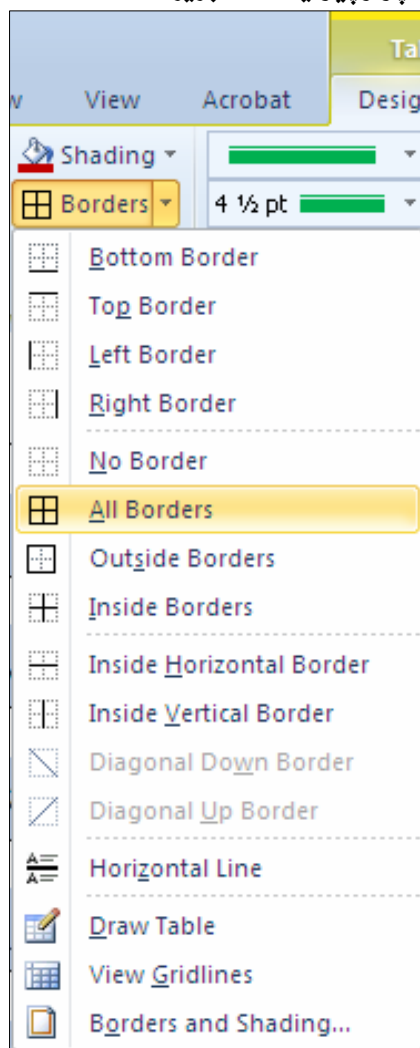 Ta
w View Acrobat Desig
Shading
Borders 4 ½ pt
Bottom Border
Top Border
Left Border
Right Border
No Border
All Borders
Outside Borders
Inside Borders
Inside Horizontal Border
Inside Vertical Border
Diagonal Down Border
Diagonal Up Border
Horizontal Line
Draw Table
View Gridlines
Borders and Shading...